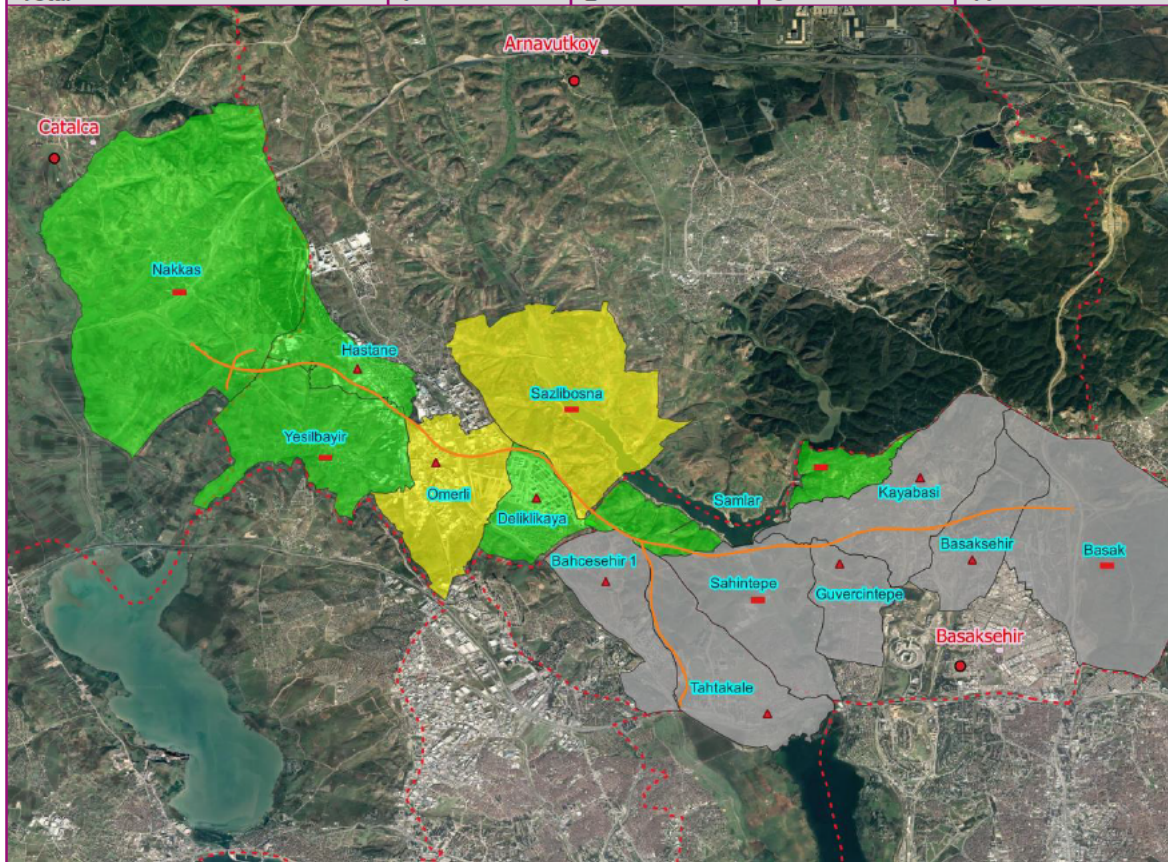 Arnavutkoy
Catalca
Nakkas
Hastane
Sazlibosna
Yesilbayir
Omerli
Deliklikaya
Samlar
Kayabasi
Bahcesehir 1
Sahintepe
Guvercintepe
Basaksehir
Basak
Basaksehir
Tahtakale